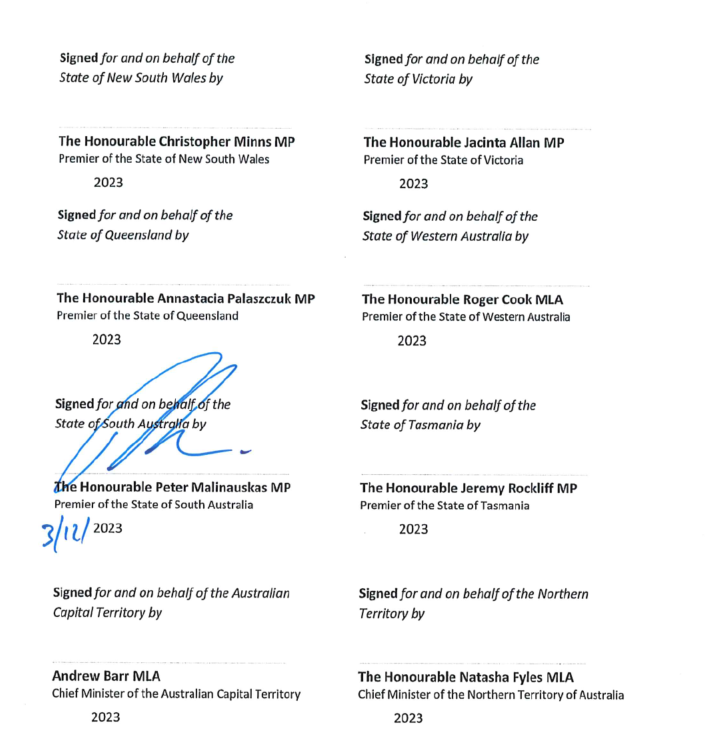 Signed for and on behalf of the
State of New South Wales by
The Honourable Christopher Minns MP
Premier of the State of New South Wales
2023
Signed for and on behalf of the
State of Victoria by
The Honourable Jacinta Allan MP
Premier of the State of Victoria
2023
Signed for and on behalf of the
State of Queensland by
The Honourable Annastacia Palaszczuk MP
Premier of the State of Queensland
2023
Signed for and on behalf of the
State of Western Australia by
The Honourable Roger Cook MLA
Premier of the State of Western Australia
2023
Signed for and on behalf of the
State of South Australia by
The Honourable Peter Malinauskas MP
Premier of the State of South Australia
3/12/ 2023
Signed for and on behalf of the
State of Tasmania by
The Honourable Jeremy Rockliff MP
Premier of the State of Tasmania
2023
Signed for and on behalf of the Australian
Capital Territory by
Andrew Barr MLA
Chief Minister of the Australian Capital Territory
2023
Signed for and on behalf of the Northern
Territory by
The Honourable Natasha Fyles MLA
Chief Minister of the Northern Territory of Australia
2023